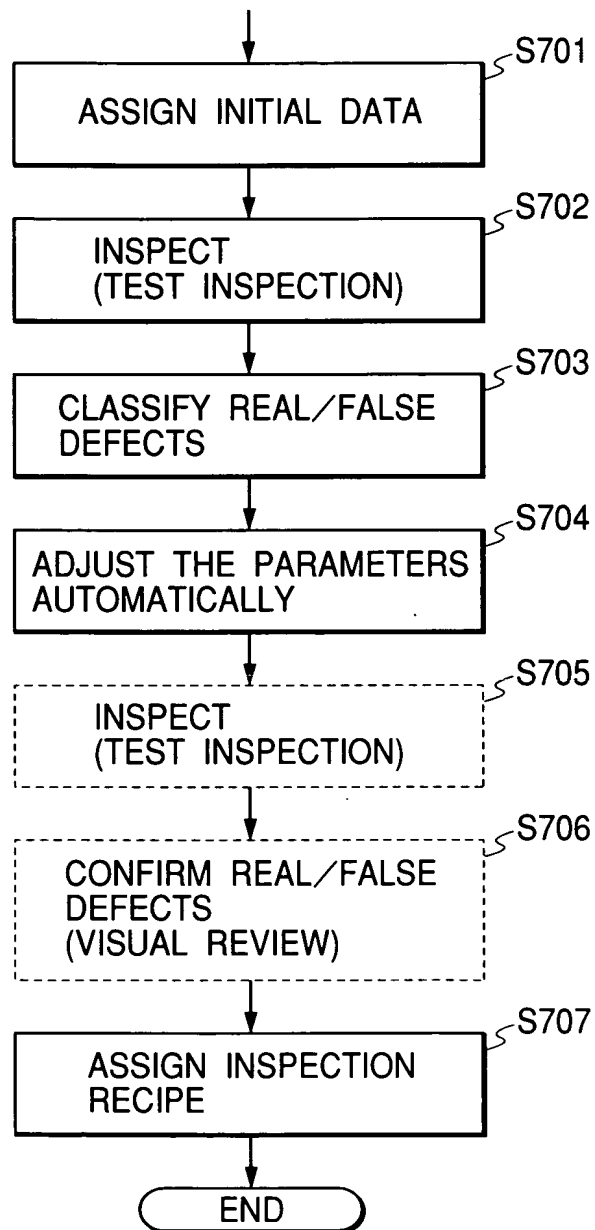 S701
ASSIGN INITIAL DATA
S702
INSPECT
(TEST INSPECTION)
S703
CLASSIFY REAL/FALSE
DEFECTS
S704
ADJUST THE PARAMETERS
AUTOMATICALLY
S705
INSPECT
(TEST INSPECTION)
S706
CONFIRM REAL/FALSE
DEFECTS
(VISUAL REVIEW)
S707
ASSIGN INSPECTION
RECIPE
END